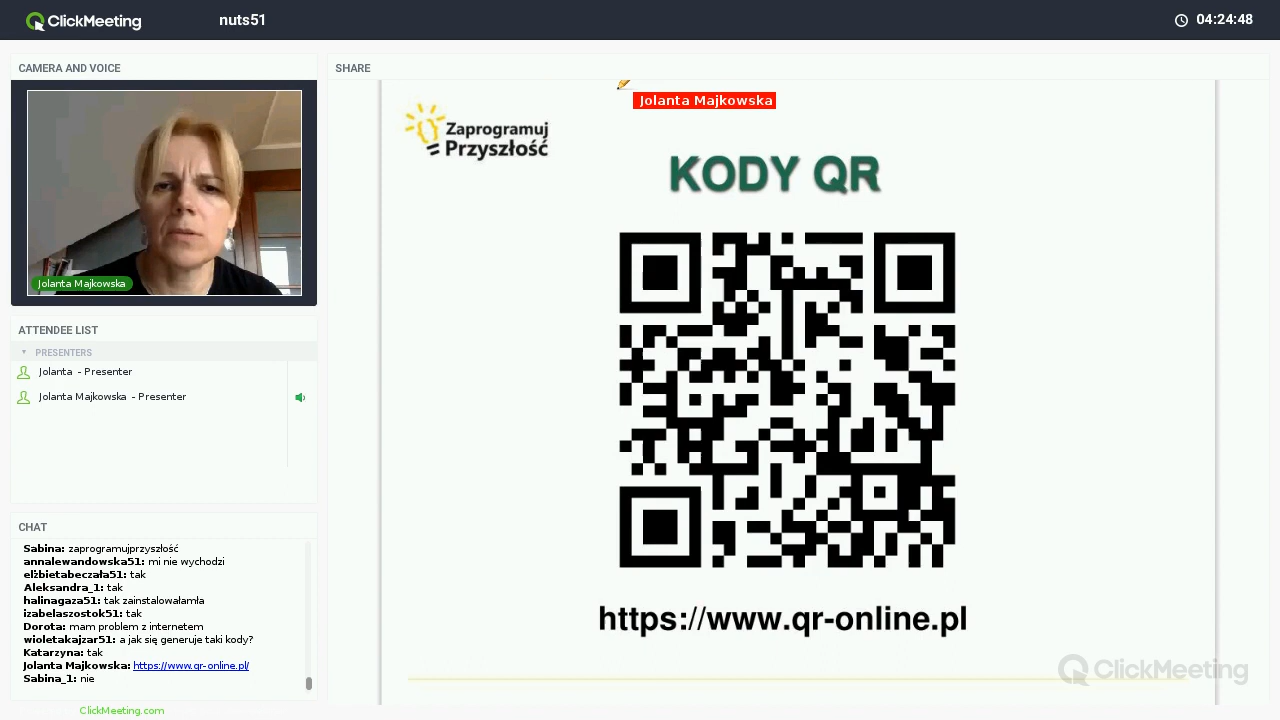 ClickMeeting
nuts51
04:24:48
CAMERA AND VOICE
Jolanta Majkowska
ATTENDEE LIST
PRESENTERS
Jolanta - Presenter
Jolanta Majkowska - Presenter
CHAT
Sabina: zaprogramujprzyszłość
annalewandowska51: mi nie wychodzi
elżbietabeczała51: tak
Aleksandra_1: tak
halinagaza51: tak zainstalowałamła
izabelaszostok51: tak
Dorota: mam problem z internetem
wioletakajzar51: a jak się generuje taki kody?
Katarzyna: tak
Jolanta Majkowska: https://www.qr-online.pl/
Sabina_1: nie
ClickMeeting.com
SHARE
Jolanta Majkowska
Zaprogramuj
Przyszłość
KODY QR
https://www.qr-online.pl
ClickMeeting